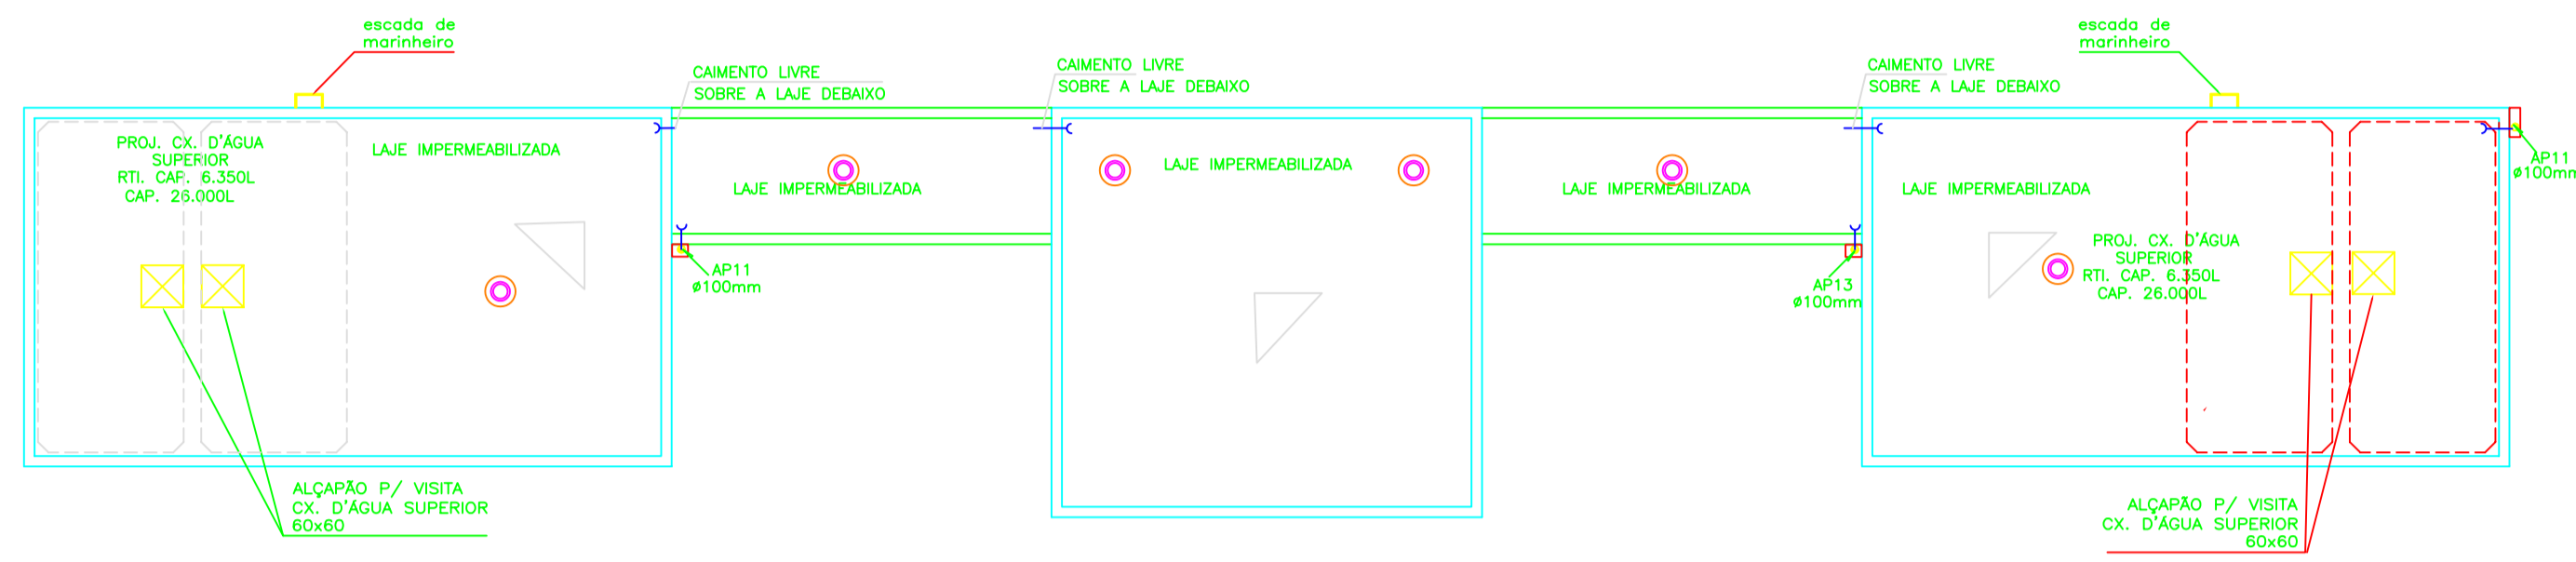 escada de
marinheiro
CAIMENTO LIVRE
SOBRE A LAJE DEBAIXO
CAIMENTO LIVRE
SOBRE A LAJE DEBAIXO
CAIMENTO LIVRE
SOBRE A LAJE DEBAIXO
escada de
marinheiro
PROJ. CX. D'ÁGUA
SUPERIOR
RTI. CAP. 6.350L
CAP. 26.000L
LAJE IMPERMEABILIZADA
LAJE IMPERMEABILIZADA
LAJE IMPERMEABILIZADA
LAJE IMPERMEABILIZADA
LAJE IMPERMEABILIZADA
AP11
ø100mm
PROJ. CX. D'ÁGUA
SUPERIOR
RTI. CAP. 6.350L
CAP. 26.000L
AP11
ø100mm
AP13
ø100mm
ALÇAPÃO P/ VISITA
CX. D'ÁGUA SUPERIOR
60x60
ALÇAPÃO P/ VISITA
CX. D'ÁGUA SUPERIOR
60x60